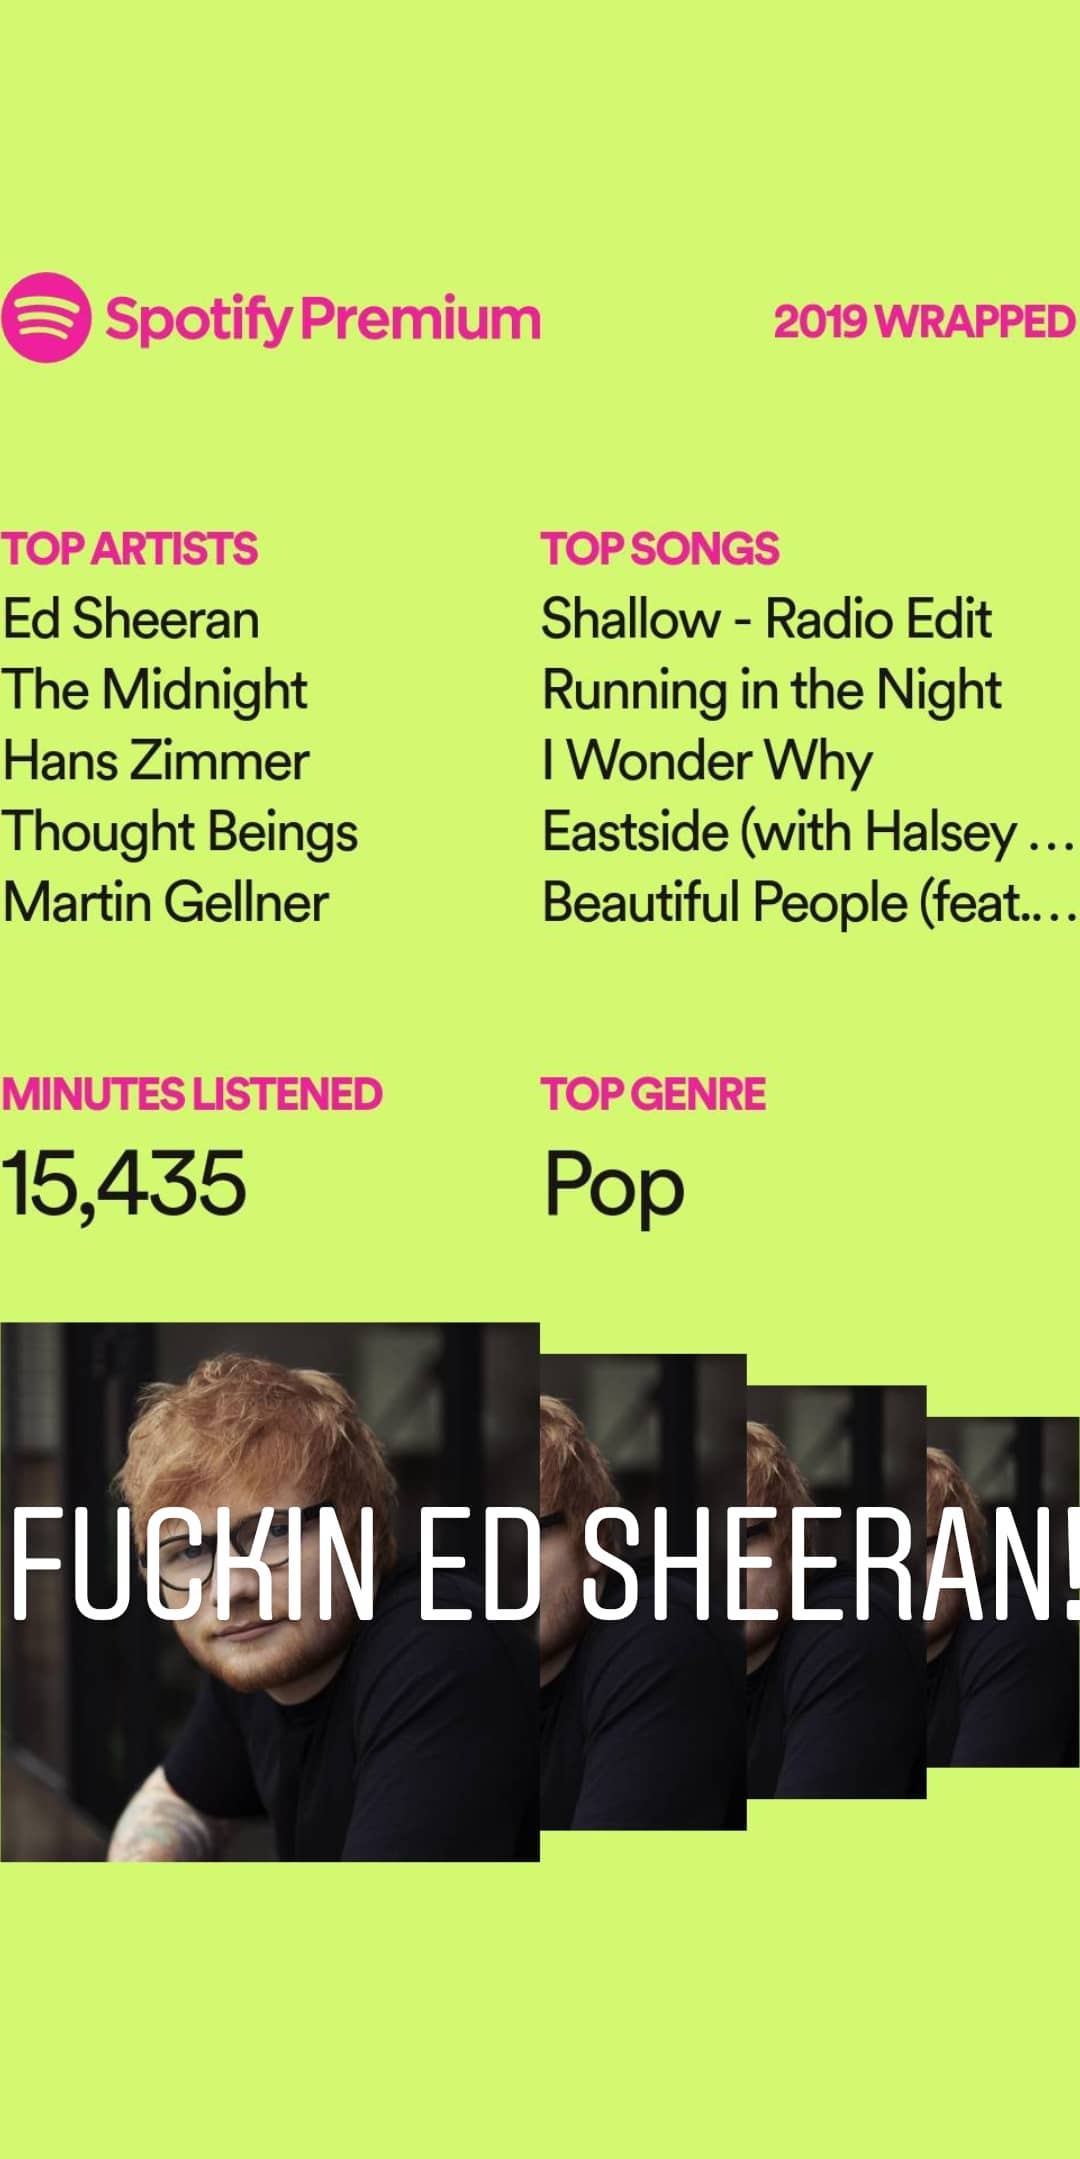 Spotify Premium
2019 WRAPPED
TOP ARTISTS
Ed Sheeran
The Midnight
Hans Zimmer
Thought Beings
Martin Gellner
TOP SONGS
Shallow - Radio Edit
Running in the Night
I Wonder Why
Eastside (with Halsey …
Beautiful People (feat.…
MINUTES LISTENED
15,435
TOP GENRE
Pop
FUCKIN ED SHEERAN!